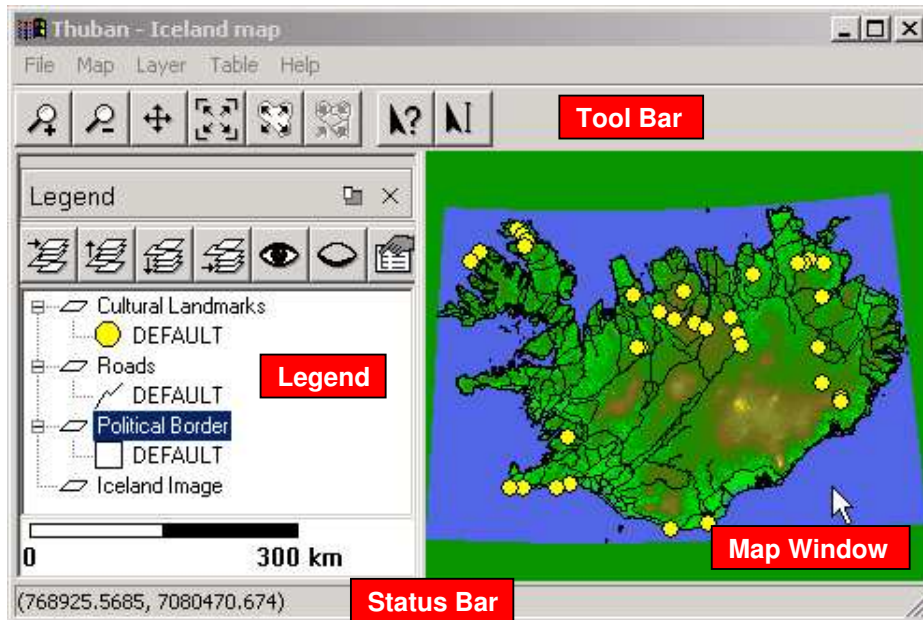 Thuban - Iceland map
File Map Layer Table Help
Tool Bar
Legend
Cultural Landmarks
DEFAULT
Roads
DEFAULT
Legend
Political Border
DEFAULT
Iceland Image
0 300 km
Map Window
(768925.5685, 7080470.674)
Status Bar